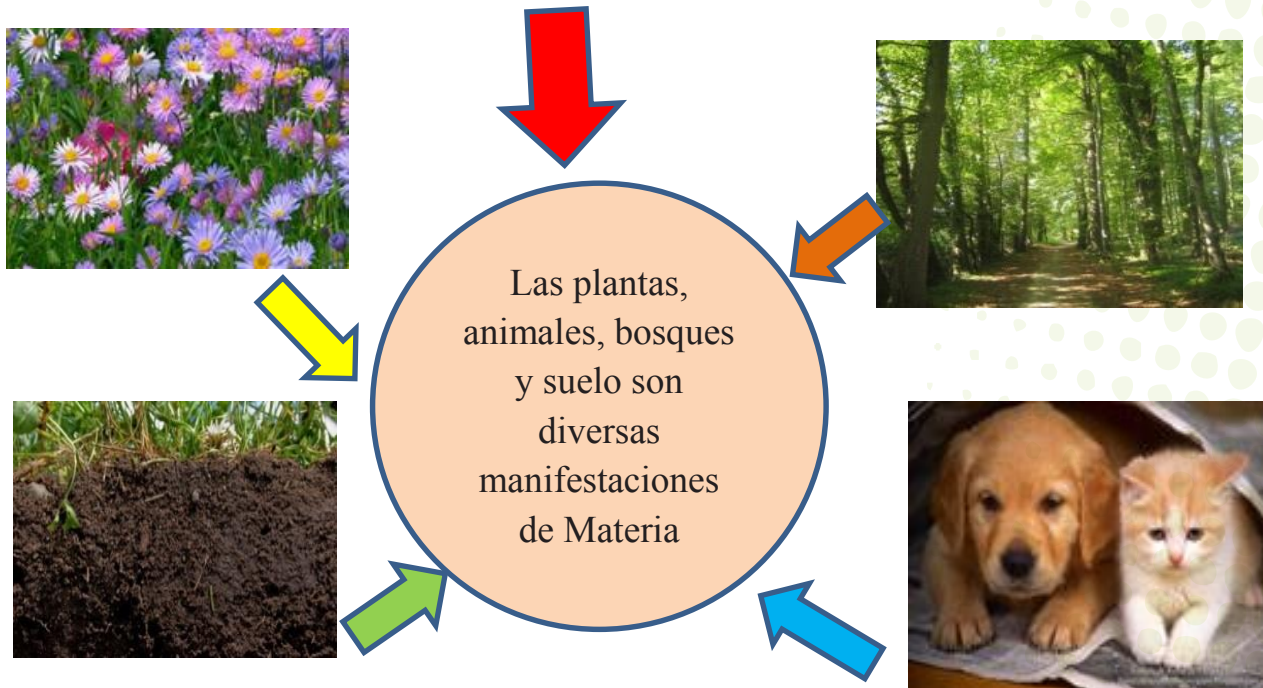 Las plantas,
animales, bosques
y suelo son
diversas
manifestaciones
de Materia